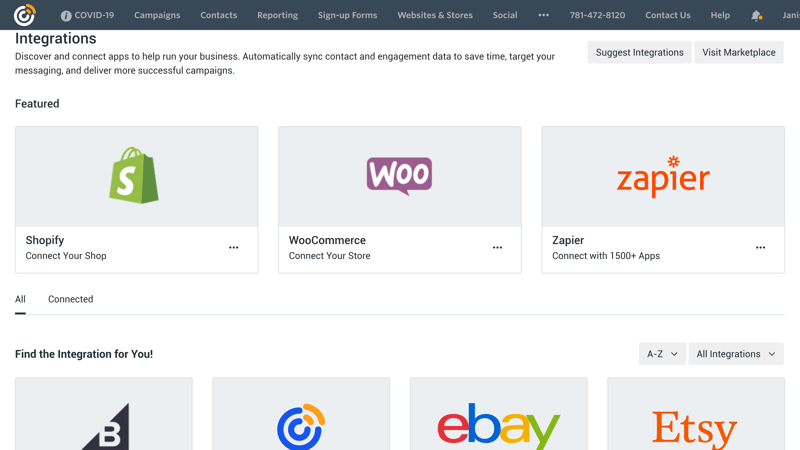 COVID-19 Campaigns Contacts Reporting Sign-up Forms Websites & Stores Social 781-472-8120 Contact Us Help Janis
Integrations
Discover and connect apps to help run your business. Automatically sync contact and engagement data to save time, target your
messaging, and deliver more successful campaigns.
Suggest Integrations Visit Marketplace
Featured
S
WOO
zapier
Shopify
Connect Your Shop
WooCommerce
Connect Your Store
Zapier
Connect with 1500+ Apps
All Connected
Find the Integration for You!
A-Z All Integrations
B
ebay
Etsy